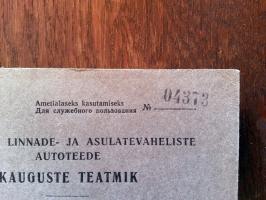 Ametialaseks kasutamiseks
Для служебного пользования № 04373
LINNADE- JA ASULATEVAHELISTE
AUTOTEEDE
KAUGUSTE TEATMIK